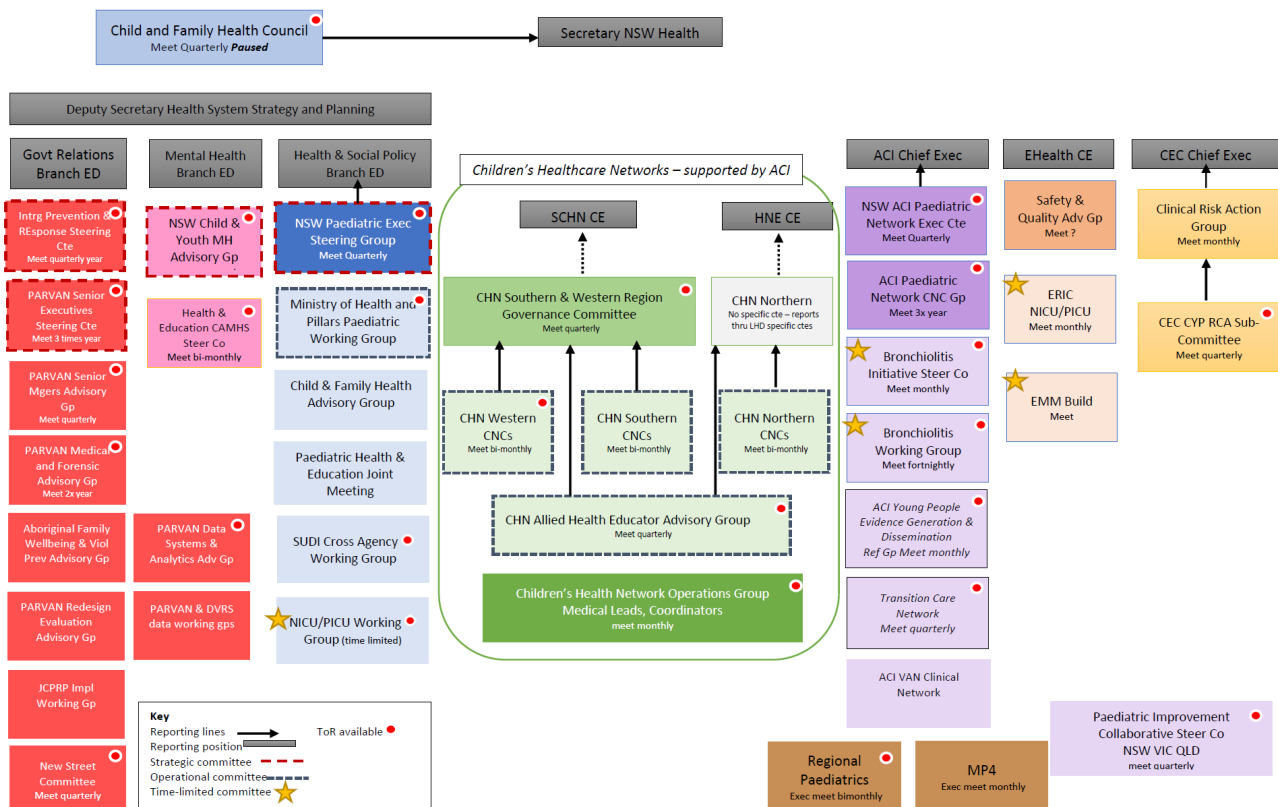 Child and Family Health Council
Meet Quarterly Paused
Secretary NSW Health
Deputy Secretary Health System Strategy and Planning
Govt Relations
Branch ED
Mental Health
Branch ED
Health & Social Policy
Branch ED
Children's Healthcare Networks – supported by ACI
ACI Chief Exec
EHealth CE
CEC Chief Exec
Intrg Prevention &
REsponse Steering
Cte
Meet quarterly year
PARVAN Senior
Executives
Steering Cte
Meet 3 times year
PARVAN Senior
Mgers Advisory
Gp
Meet quarterly
PARVAN Medical
and Forensic
Advisory Gp
Meet 2x year
Aboriginal Family
Wellbeing & Viol
Prev Advisory Gp
PARVAN Redesign
Evaluation
Advisory Gp
JCPRP Impl
Working Gp
New Street
Committee
Meet quarterly
NSW Child &
Youth MH
Advisory Gp
Health &
Education CAMHS
Steer Co
Meet bi-monthly
PARVAN Data
Systems &
Analytics Adv Gp
PARVAN & DVRS
data working gps
NSW Paediatric Exec
Steering Group
Meet Quarterly
Ministry of Health and
Pillars Paediatric
Working Group
Child & Family Health
Advisory Group
Paediatric Health &
Education Joint
Meeting
SUDI Cross Agency
Working Group
NICU/PICU Working
Group (time limited)
SCHN CE
HNE CE
CHN Southern & Western Region
Governance Committee
Meet quarterly
CHN Northern
No specific cte – reports
thru LHD specific ctes
CHN Western
CNCs
Meet bi-monthly
CHN Southern
CNCs
Meet bi-monthly
CHN Northern
CNCs
Meet bi-monthly
CHN Allied Health Educator Advisory Group
Meet quarterly
Children's Health Network Operations Group
Medical Leads, Coordinators
meet monthly
NSW ACI Paediatric
Network Exec Cte
Meet Quarterly
ACI Paediatric
Network CNC Gp
Meet 3x year
Bronchiolitis
Initiative Steer Co
Meet monthly
Bronchiolitis
Working Group
Meet fortnightly
ACI Young People
Evidence Generation &
Dissemination
Ref Gp Meet monthly
Transition Care
Network
Meet quarterly
ACI VAN Clinical
Network
Safety &
Quality Adv Gp
Meet ?
ERIC
NICU/PICU
Meet monthly
EMM Build
Meet
Clinical Risk Action
Group
Meet monthly
CEC CYP RCA Sub-
Committee
Meet quarterly
Paediatric Improvement
Collaborative Steer Co
NSW VIC QLD
meet quarterly
Regional
Paediatrics
Exec meet bimonthly
MP4
Exec meet monthly
Key
Reporting lines
ToR available
Reporting position
Strategic committee
Operational committee
Time-limited committee